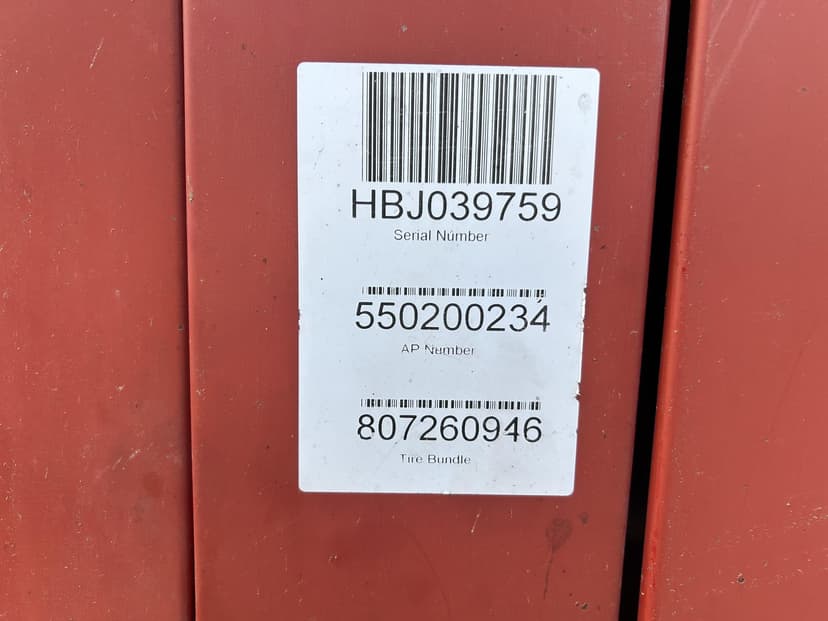 HBJ039759
Serial Number
550200234
AP Number
807260946
Tire Bundle